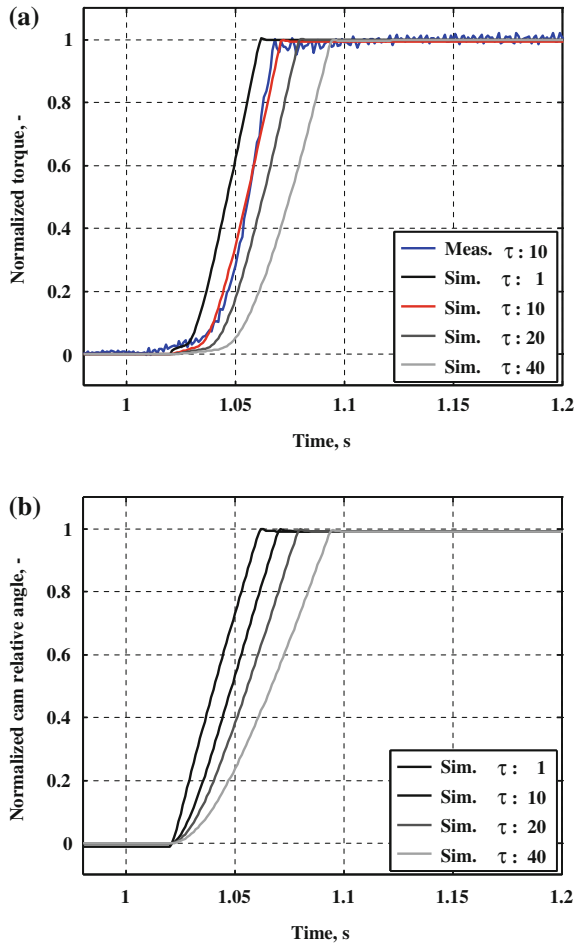 (a)
Normalized torque, -
1
0.8
0.6
0.4
0.2
0
Meas. τ : 10
Sim. τ : 1
Sim. τ : 10
Sim. τ : 20
Sim. τ : 40
1
1.05
1.1
1.15
1.2
Time, s
(b)
Normalized cam relative angle, -
1
0.8
0.6
0.4
0.2
0
Sim. τ : 1
Sim. τ : 10
Sim. τ : 20
Sim. τ : 40
1
1.05
1.1
1.15
1.2
Time, s